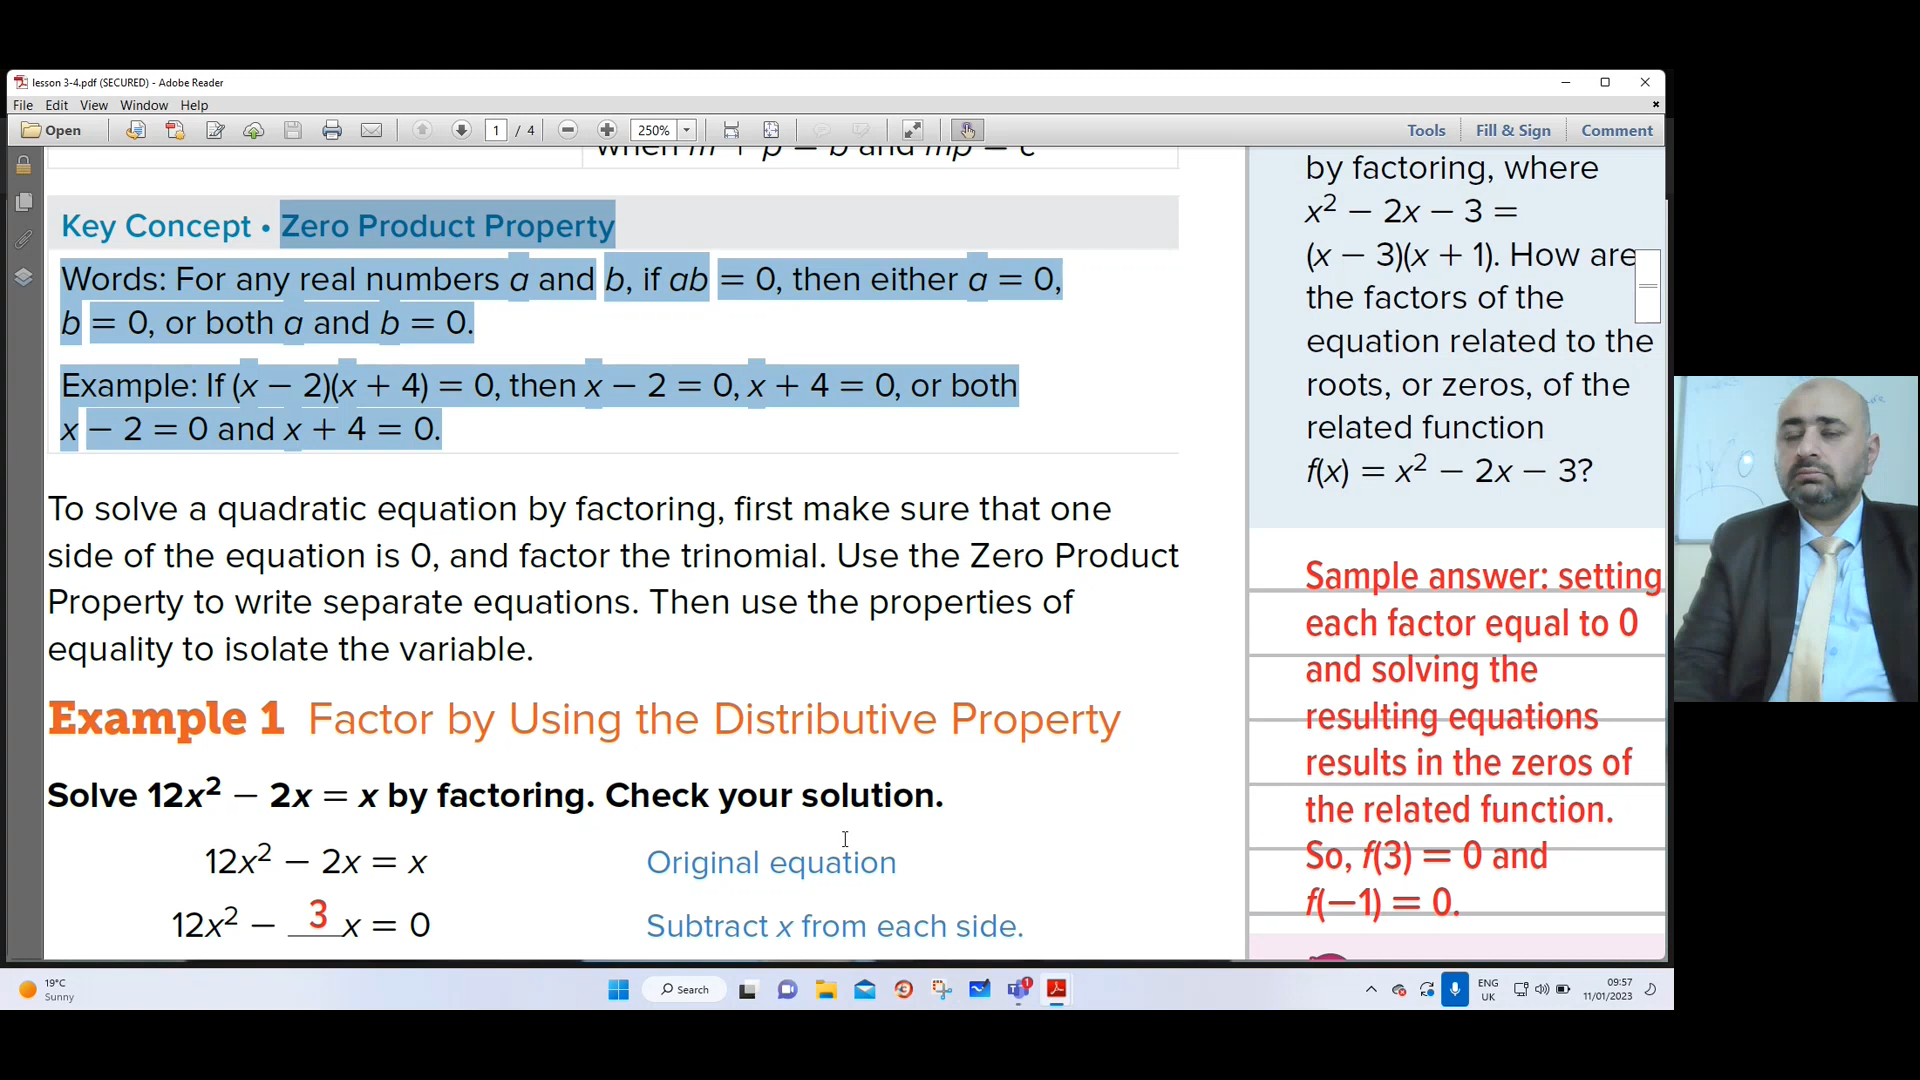 lesson 3-4.pdf (SECURED) - Adobe Reader
File Edit View Window Help
Open 1 / 4 250% Tools Fill & Sign Comment
when m + p = b and mp = c
Key Concept • Zero Product Property
Words: For any real numbers a and b, if ab = 0, then either a = 0,
b = 0, or both a and b = 0.
Example: If (x − 2)(x + 4) = 0, then x − 2 = 0, x + 4 = 0, or both
x − 2 = 0 and x + 4 = 0.
To solve a quadratic equation by factoring, first make sure that one
side of the equation is 0, and factor the trinomial. Use the Zero Product
Property to write separate equations. Then use the properties of
equality to isolate the variable.
Example 1 Factor by Using the Distributive Property
Solve 12x² − 2x = x by factoring. Check your solution.
12x² − 2x = x Original equation
12x² − 3x = 0 Subtract x from each side.
by factoring, where
x² − 2x − 3 =
(x − 3)(x + 1). How are
the factors of the
equation related to the
roots, or zeros, of the
related function
f(x) = x² − 2x − 3?
Sample answer: setting
each factor equal to 0
and solving the
resulting equations
results in the zeros of
the related function.
So, f(3) = 0 and
f(−1) = 0.
19°C
Sunny
Search
1
ENG
UK
09:57
11/01/2023